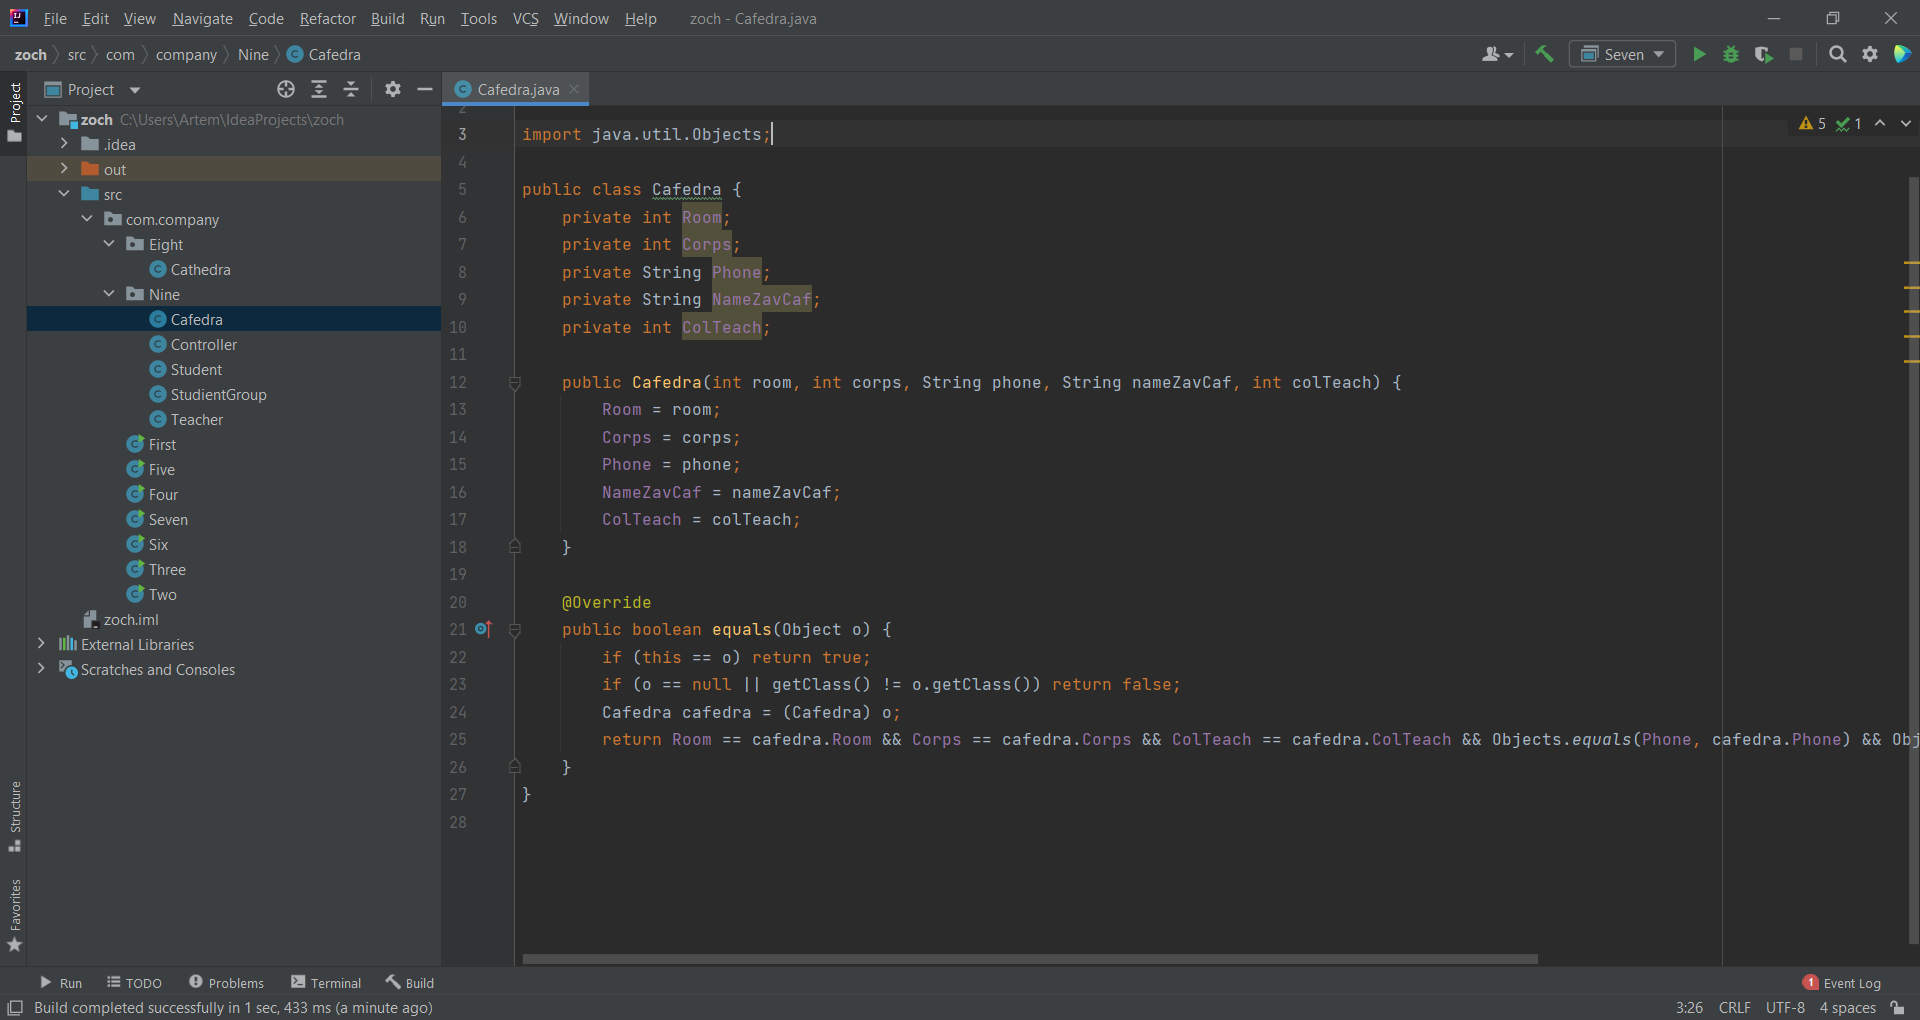 File Edit View Navigate Code Refactor Build Run Tools VCS Window Help zoch - Cafedra.java
zoch src com company Nine Cafedra Seven
Project
Project
zoch C:\Users\Artem\IdeaProjects\zoch
.idea
out
src
com.company
Eight
Cathedra
Nine
Cafedra
Controller
Student
StudientGroup
Teacher
First
Five
Four
Seven
Six
Three
Two
zoch.iml
External Libraries
Scratches and Consoles
Structure
Favorites
Cafedra.java
5 1
2
3 import java.util.Objects;
4
5 public class Cafedra {
6 private int Room;
7 private int Corps;
8 private String Phone;
9 private String NameZavCaf;
10 private int ColTeach;
11
12 public Cafedra(int room, int corps, String phone, String nameZavCaf, int colTeach) {
13 Room = room;
14 Corps = corps;
15 Phone = phone;
16 NameZavCaf = nameZavCaf;
17 ColTeach = colTeach;
18 }
19
20 @Override
21 public boolean equals(Object o) {
22 if (this == o) return true;
23 if (o == null || getClass() != o.getClass()) return false;
24 Cafedra cafedra = (Cafedra) o;
25 return Room == cafedra.Room && Corps == cafedra.Corps && ColTeach == cafedra.ColTeach && Objects.equals(Phone, cafedra.Phone) && Obj
26 }
27 }
28
Run TODO Problems Terminal Build 1 Event Log
Build completed successfully in 1 sec, 433 ms (a minute ago) 3:26 CRLF UTF-8 4 spaces